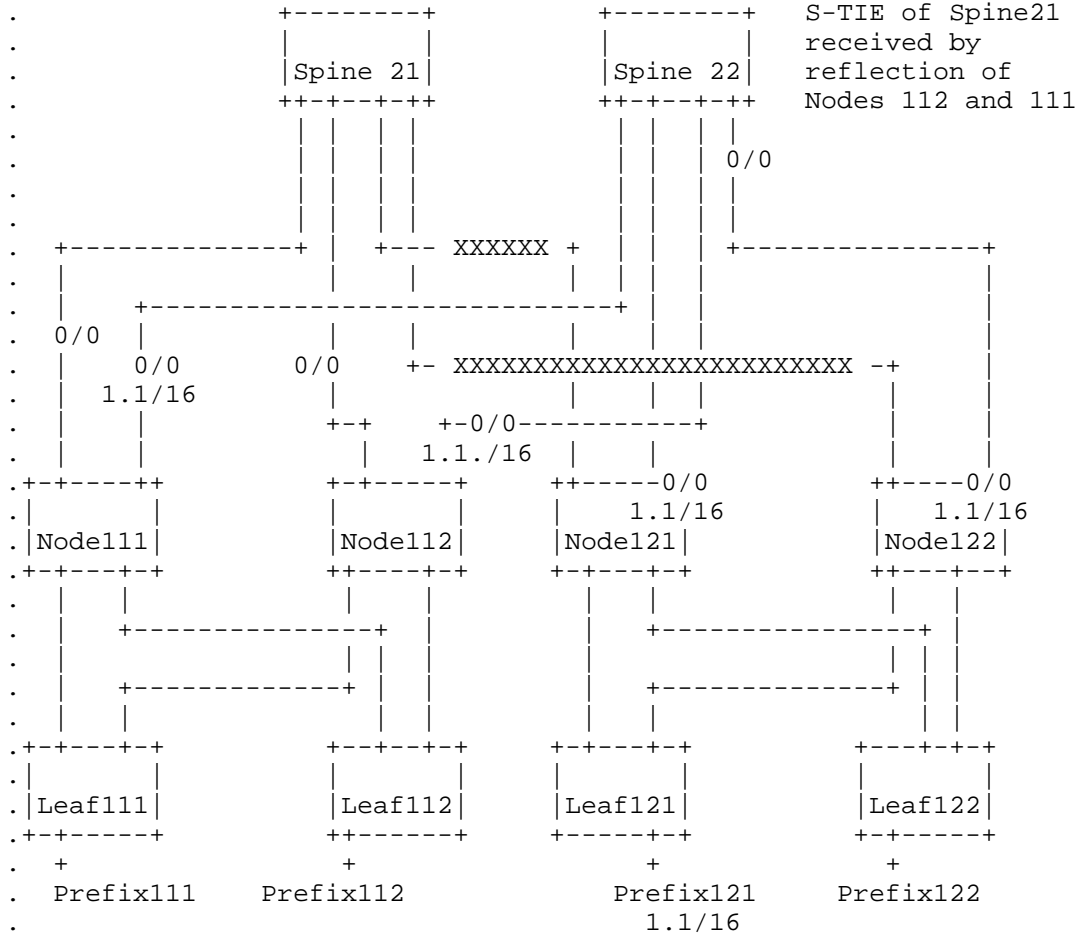 .                +--------+          +--------+   S-TIE of Spine21
.                |        |          |        |   received by
.                |Spine 21|          |Spine 22|   reflection of
.                ++-+--+-++          ++-+--+-++   Nodes 112 and 111
.                 | |  | |            | |  | |
.                 | |  | |            | |  | 0/0
.                 | |  | |            | |  | |
.                 | |  | |            | |  | |
.  +--------------+ |  +--- XXXXXX +  | |  | +---------------+
.  |                |    |         |  | |  |                 |
.  |    +-----------------------------+ |  |                 |
.  0/0  |           |    |         |    |  |                 |
.  |    0/0       0/0    +- XXXXXXXXXXXXXXXXXXXXXXXXX -+       |
.  |  1.1/16        |              |    |  |           |     |
.  |    |           +-+    +-0/0-----------+           |     |
.  |    |             |   1.1./16  |    |              |     |
.+-+----++          +-+-----+     ++-----0/0          ++----0/0
.|       |          |       |     |    1.1/16         |   1.1/16
.|Node111|          |Node112|     |Node121|           |Node122|
.+-+---+-+          ++----+-+     +-+---+-+           ++---+--+
.  |   |             |    |         |   |              |   |
.  |   +---------------+  |         |   +----------------+ |
.  |                 | |  |         |                  | | |
.  |   +-------------+ |  |         |   +--------------+ | |
.  |   |               |  |         |   |                | |
.+-+---+-+          +--+--+-+     +-+---+-+          +---+-+-+
.|       |          |       |     |       |          |       |
.|Leaf111|          |Leaf112|     |Leaf121|          |Leaf122|
.+-+-----+          ++------+     +-----+-+          +-+-----+
.  +                 +                  +              +
.  Prefix111    Prefix112             Prefix121     Prefix122
.                                       1.1/16